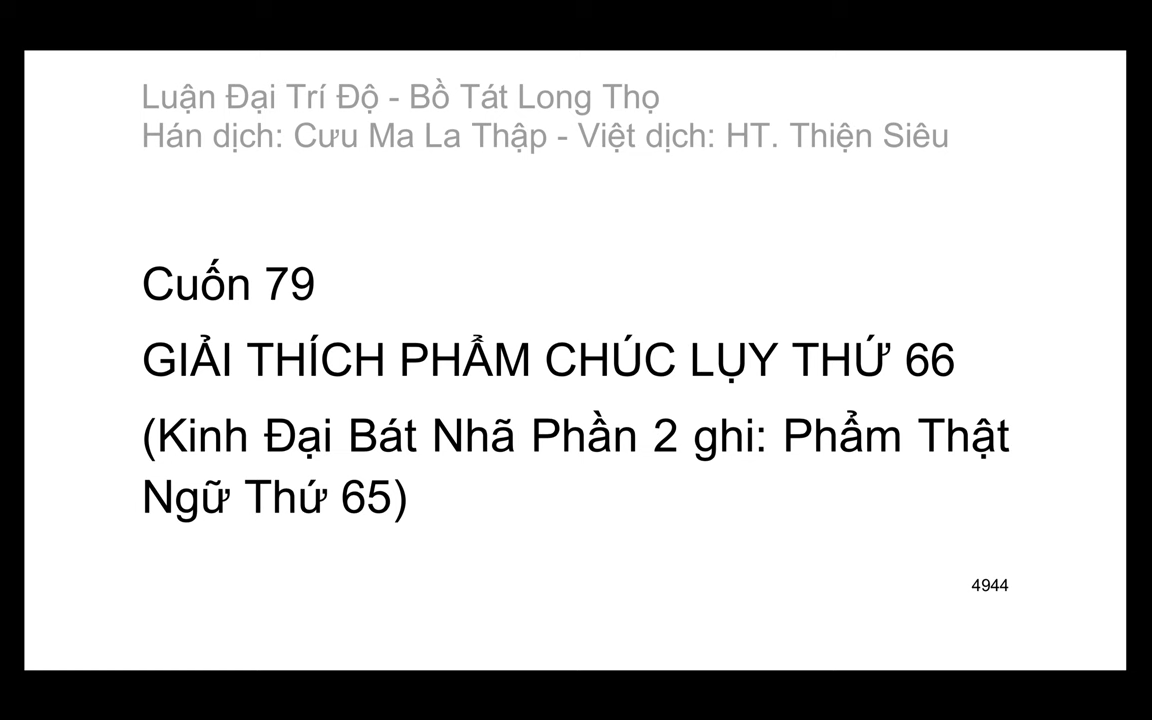 Luận Đại Trí Độ - Bồ Tát Long Thọ
Hán dịch: Cưu Ma La Thập - Việt dịch: HT. Thiện Siêu
Cuốn 79
GIẢI THÍCH PHẨM CHÚC LỤY THỨ 66
(Kinh Đại Bát Nhã Phần 2 ghi: Phẩm Thật
Ngữ Thứ 65)
4944